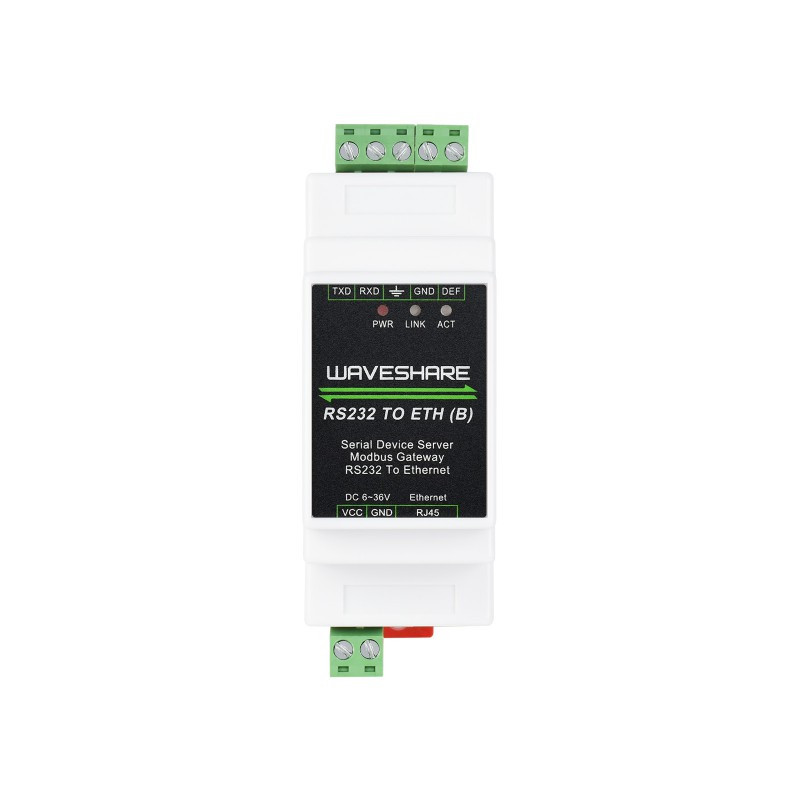 TXD RXD GND DEF
PWR LINK ACT
WAVESHARE
RS232 TO ETH (B)
Serial Device Server
Modbus Gateway
RS232 To Ethernet
DC 6~36V Ethernet
VCC GND RJ45